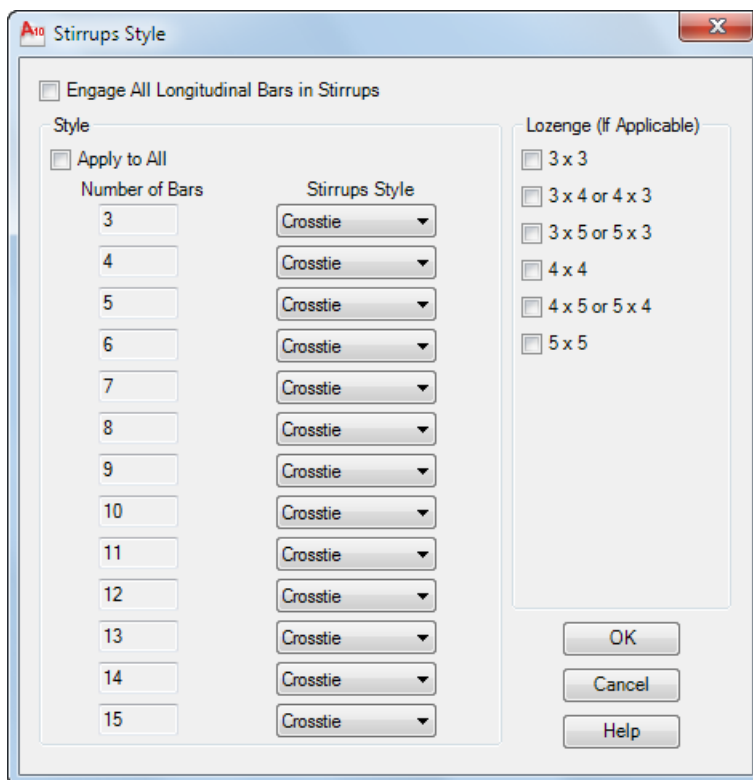 A10 Stirrups Style
Engage All Longitudinal Bars in Stirrups
Style
Apply to All
Number of Bars Stirrups Style
3 Crosstie
4 Crosstie
5 Crosstie
6 Crosstie
7 Crosstie
8 Crosstie
9 Crosstie
10 Crosstie
11 Crosstie
12 Crosstie
13 Crosstie
14 Crosstie
15 Crosstie
Lozenge (If Applicable)
3 x 3
3 x 4 or 4 x 3
3 x 5 or 5 x 3
4 x 4
4 x 5 or 5 x 4
5 x 5
OK
Cancel
Help